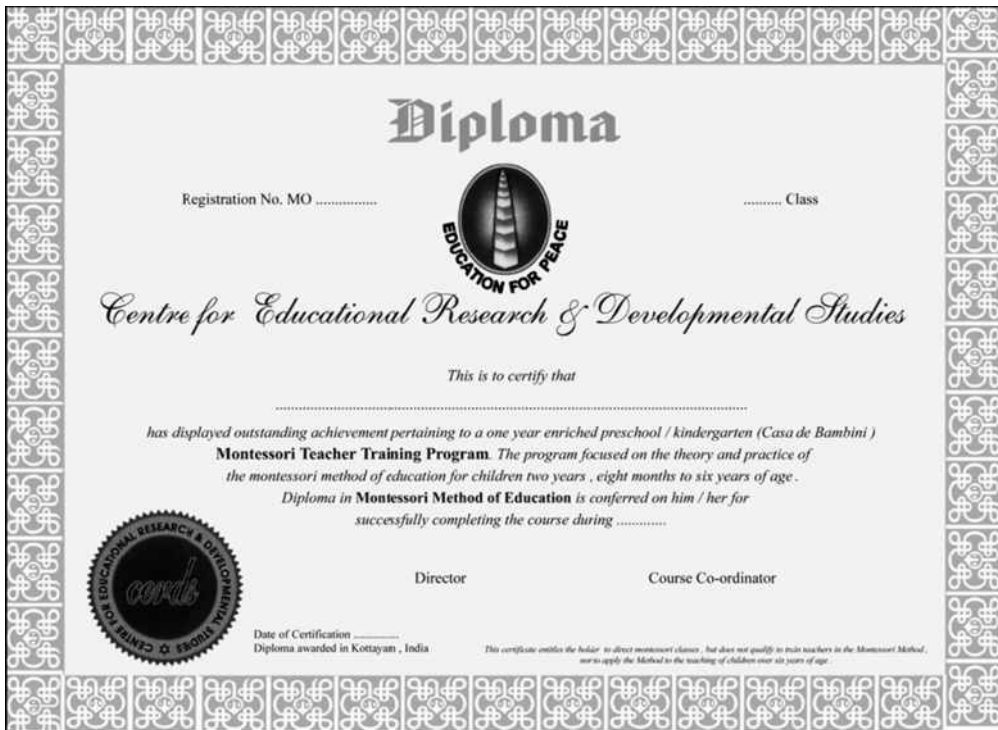 Diploma
Registration No. MO ...............
.......... Class
EDUCATION FOR PEACE
Centre for Educational Research & Developmental Studies
This is to certify that
..............................................................................................................................
has displayed outstanding achievement pertaining to a one year enriched preschool / kindergarten (Casa de Bambini )
Montessori Teacher Training Program. The program focused on the theory and practice of
the montessori method of education for children two years , eight months to six years of age .
Diploma in Montessori Method of Education is conferred on him / her for
successfully completing the course during .............
CENTRE FOR EDUCATIONAL RESEARCH & DEVELOPMENTAL STUDIES
cerds
Director
Course Co-ordinator
Date of Certification ..............
Diploma awarded in Kottayam , India
This certificate entitles the holder to direct montessori classes , but does not qualify to train teachers in the Montessori Method ,
nor to apply the Method to the teaching of children over six years of age .